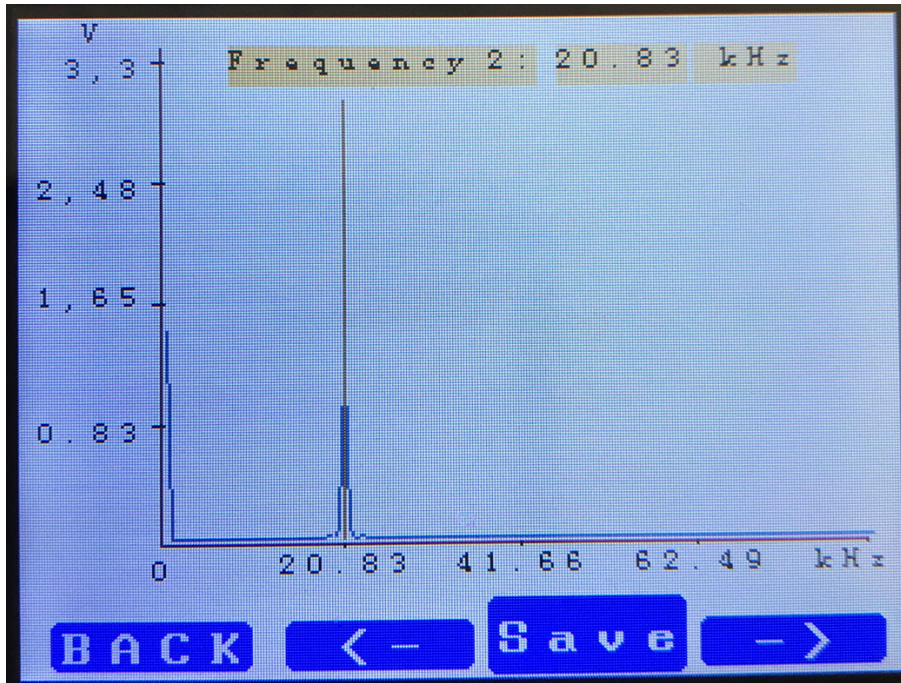 V
3,3
Frequency 2: 20.83 kHz
2,48
1,65
0.83
0 20.83 41.66 62.49 kHz
BACK <- Save ->